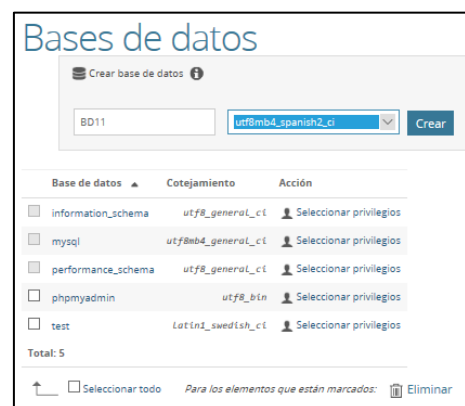 Bases de datos
Crear base de datos
BD11 utf8mb4_spanish2_ci Crear
Base de datos Cotejamiento Acción
information_schema utf8_general_ci Seleccionar privilegios
mysql utf8mb4_general_ci Seleccionar privilegios
performance_schema utf8_general_ci Seleccionar privilegios
phpmyadmin utf8_bin Seleccionar privilegios
test latin1_swedish_ci Seleccionar privilegios
Total: 5
Seleccionar todo Para los elementos que están marcados: Eliminar